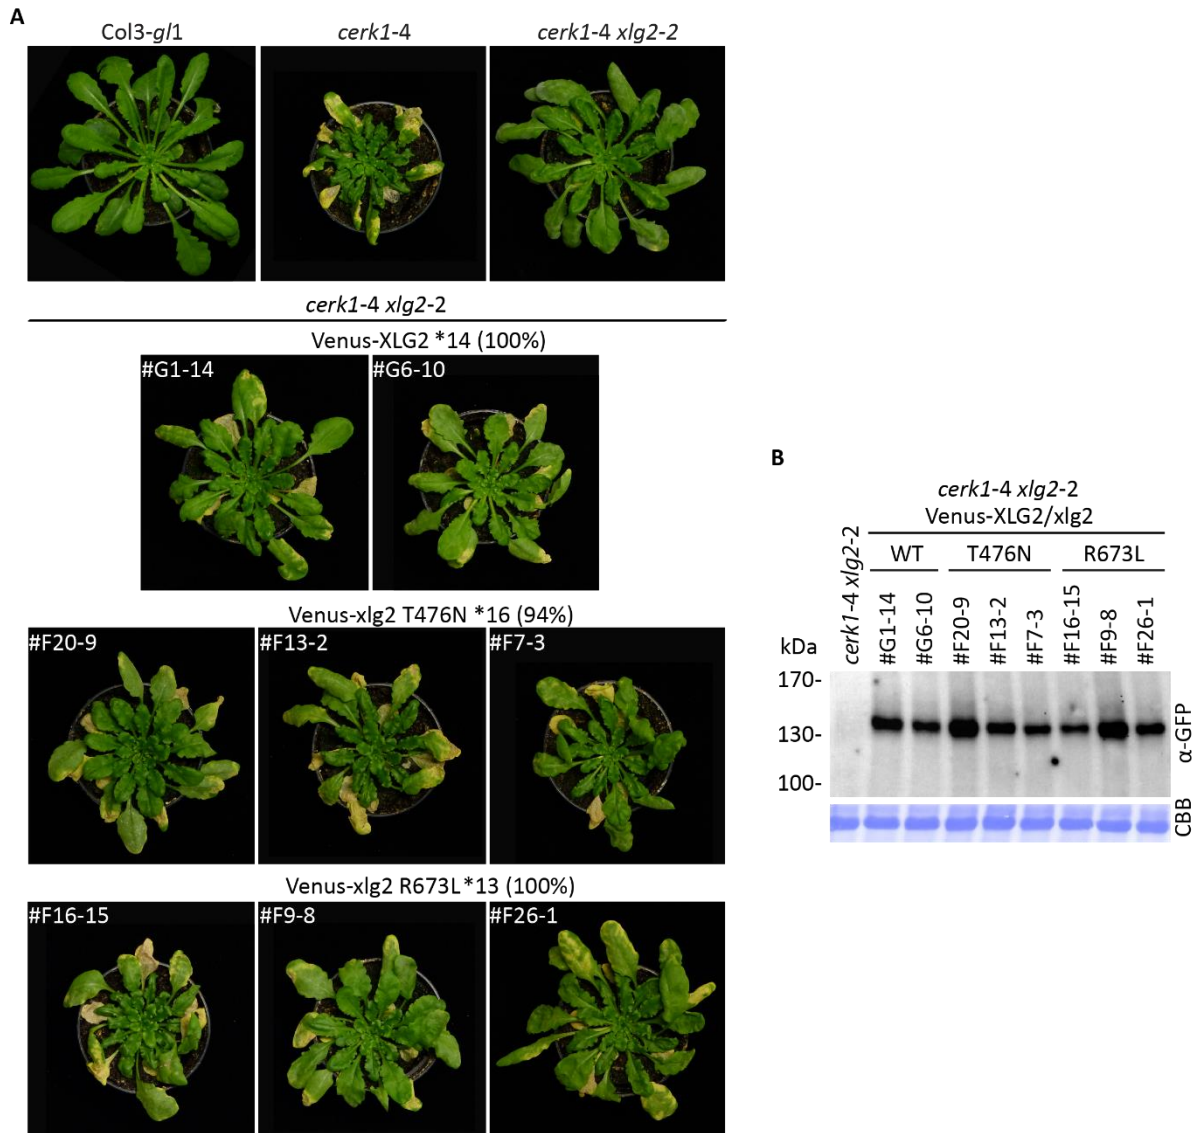 A
Col3-gl1
cerk1-4
cerk1-4 xlg2-2
cerk1-4 xlg2-2
Venus-XLG2 *14 (100%)
#G1-14
#G6-10
Venus-xlg2 T476N *16 (94%)
#F20-9
#F13-2
#F7-3
Venus-xlg2 R673L *13 (100%)
#F16-15
#F9-8
#F26-1
B
cerk1-4 xlg2-2
Venus-XLG2/xlg2
WT
T476N
R673L
cerk1-4 xlg2-2
#G1-14
#G6-10
#F20-9
#F13-2
#F7-3
#F16-15
#F9-8
#F26-1
kDa
170-
130-
100-
α-GFP
CBB